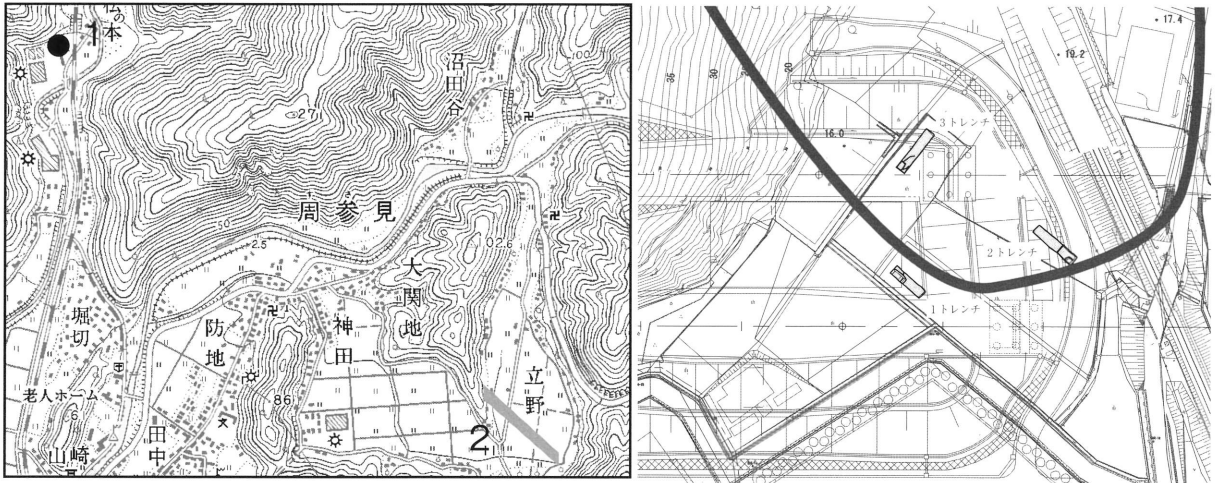 仏の本
1
沼田谷
100
27
周参見
50
2.5
02.6
大関地
堀切
防地
神田
立野
老人ホーム
86
田中
山崎
2
17.4
19.2
35
30
20
3トレンチ
16.0
2トレンチ
1トレンチ